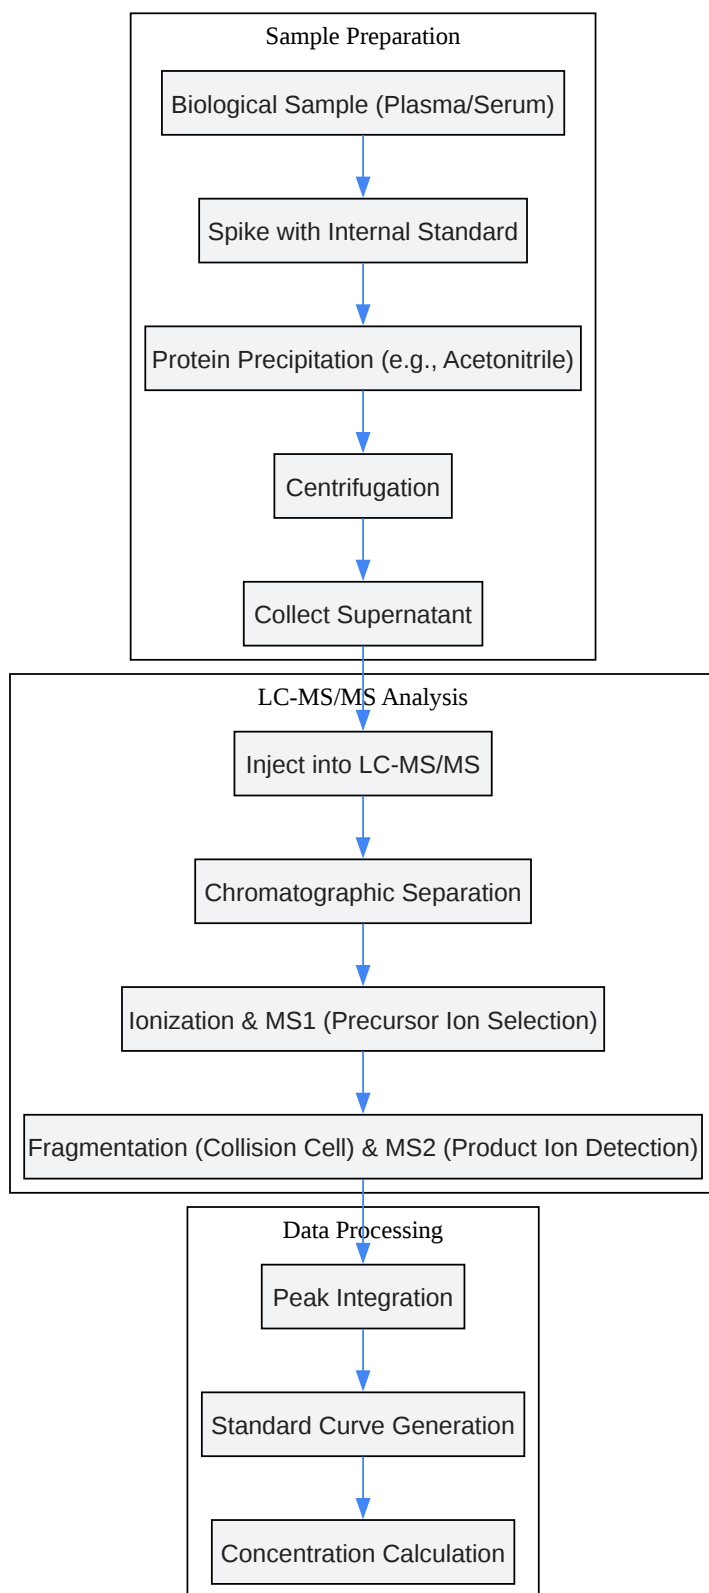 Sample Preparation
Biological Sample (Plasma/Serum)
Spike with Internal Standard
Protein Precipitation (e.g., Acetonitrile)
Centrifugation
Collect Supernatant
LC-MS/MS Analysis
Inject into LC-MS/MS
Chromatographic Separation
Ionization & MS1 (Precursor Ion Selection)
Fragmentation (Collision Cell) & MS2 (Product Ion Detection)
Data Processing
Peak Integration
Standard Curve Generation
Concentration Calculation